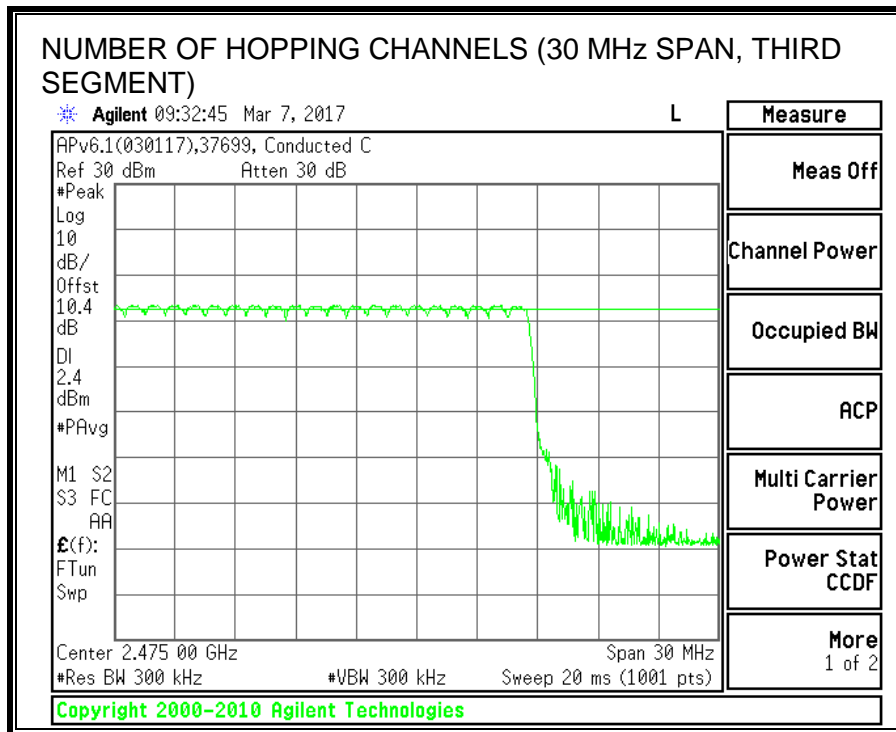 NUMBER OF HOPPING CHANNELS (30 MHz SPAN, THIRD
SEGMENT)
Agilent 09:32:45 Mar 7, 2017 L
Measure
APv6.1(030117),37699, Conducted C
Ref 30 dBm Atten 30 dB
#Peak
Log
10
dB/
Offst
10.4
dB
DI
2.4
dBm
#PAvg
M1 S2
S3 FC
AA
£(f):
FTun
Swp
Center 2.475 00 GHz Span 30 MHz
#Res BW 300 kHz #VBW 300 kHz Sweep 20 ms (1001 pts)
Copyright 2000-2010 Agilent Technologies
Meas Off
Channel Power
Occupied BW
ACP
Multi Carrier
Power
Power Stat
CCDF
More
1 of 2